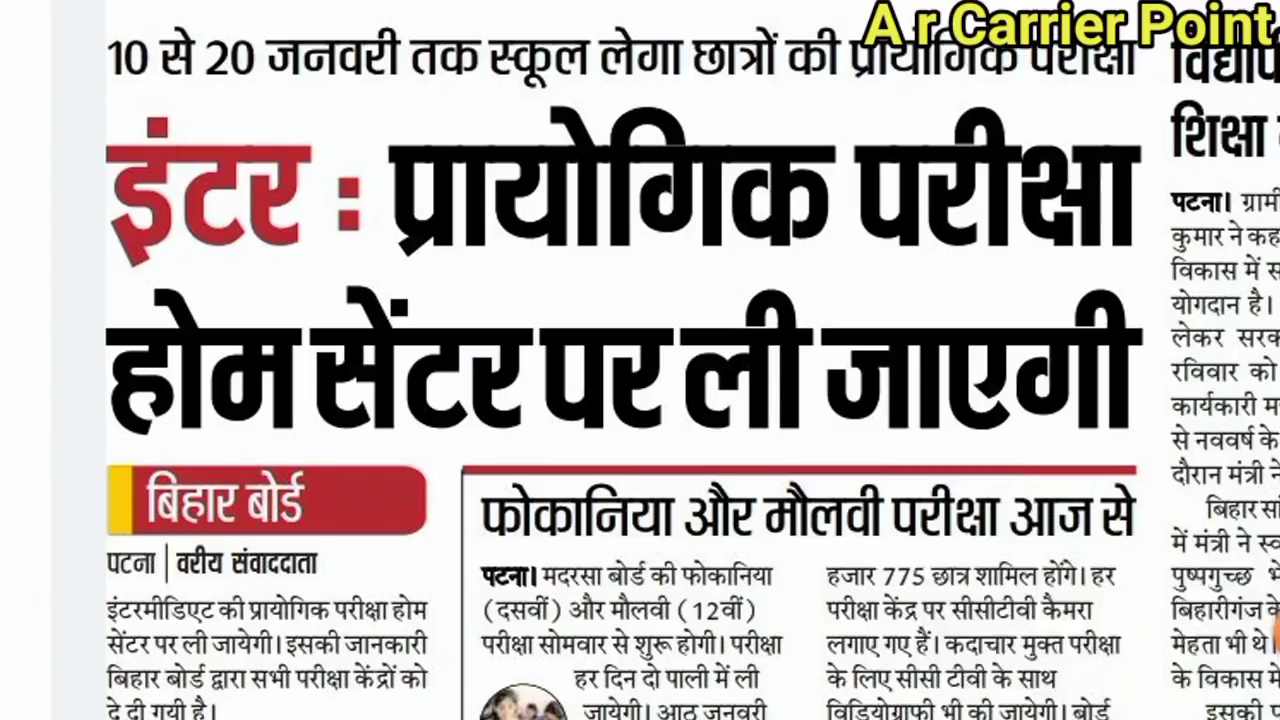 A r Carrier Point
10 से 20 जनवरी तक स्कूल लेगा छात्रों की प्रायोगिक परीक्षा
इंटर : प्रायोगिक परीक्षा
होम सेंटर पर ली जाएगी
बिहार बोर्ड
पटना | वरीय संवाददाता
इंटरमीडिएट की प्रायोगिक परीक्षा होम
सेंटर पर ली जायेगी। इसकी जानकारी
बिहार बोर्ड द्वारा सभी परीक्षा केंद्रों को
दे दी गयी है।
फोकानिया और मौलवी परीक्षा आज से
पटना। मदरसा बोर्ड की फोकानिया
(दसवीं) और मौलवी (12वीं)
परीक्षा सोमवार से शुरू होगी। परीक्षा
हर दिन दो पाली में ली
जायेगी। आठ जनवरी
हजार 775 छात्र शामिल होंगे। हर
परीक्षा केंद्र पर सीसीटीवी कैमरा
लगाए गए हैं। कदाचार मुक्त परीक्षा
के लिए सीसी टीवी के साथ
विडियोग्राफी भी की जायेगी। बोर्ड
शिक्षा
पटना। ग्रामी
कुमार ने कह
विकास में स
योगदान है।
लेकर सरक
रविवार को
कार्यकारी म
से नववर्ष के
दौरान मंत्री ने
बिहार सा
में मंत्री ने स्व
पुष्पगुच्छ भे
बिहारीगंज के
मेहता भी थे
के विकास में
इसकी प